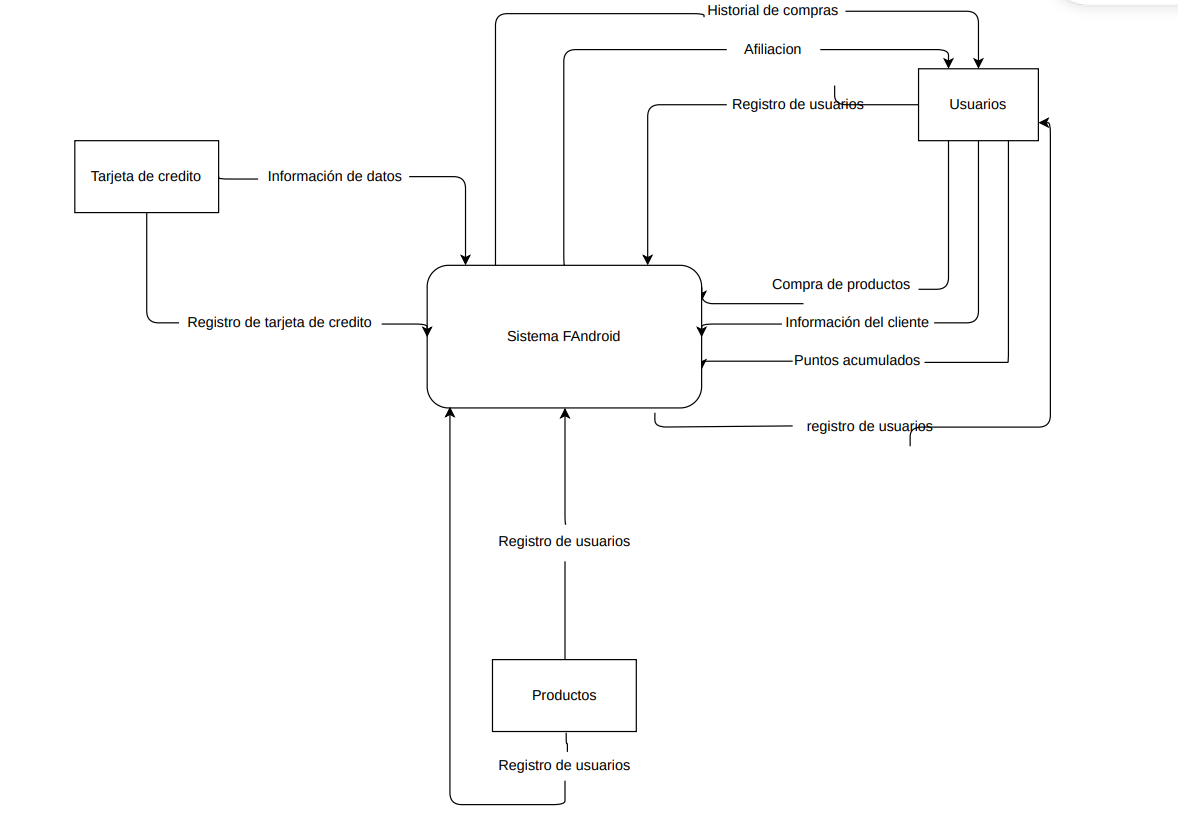 Historial de compras
Afiliacion
Registro de usuarios
Usuarios
Tarjeta de credito
Información de datos
Compra de productos
Registro de tarjeta de credito
Información del cliente
Sistema FAndroid
Puntos acumulados
registro de usuarios
Registro de usuarios
Productos
Registro de usuarios